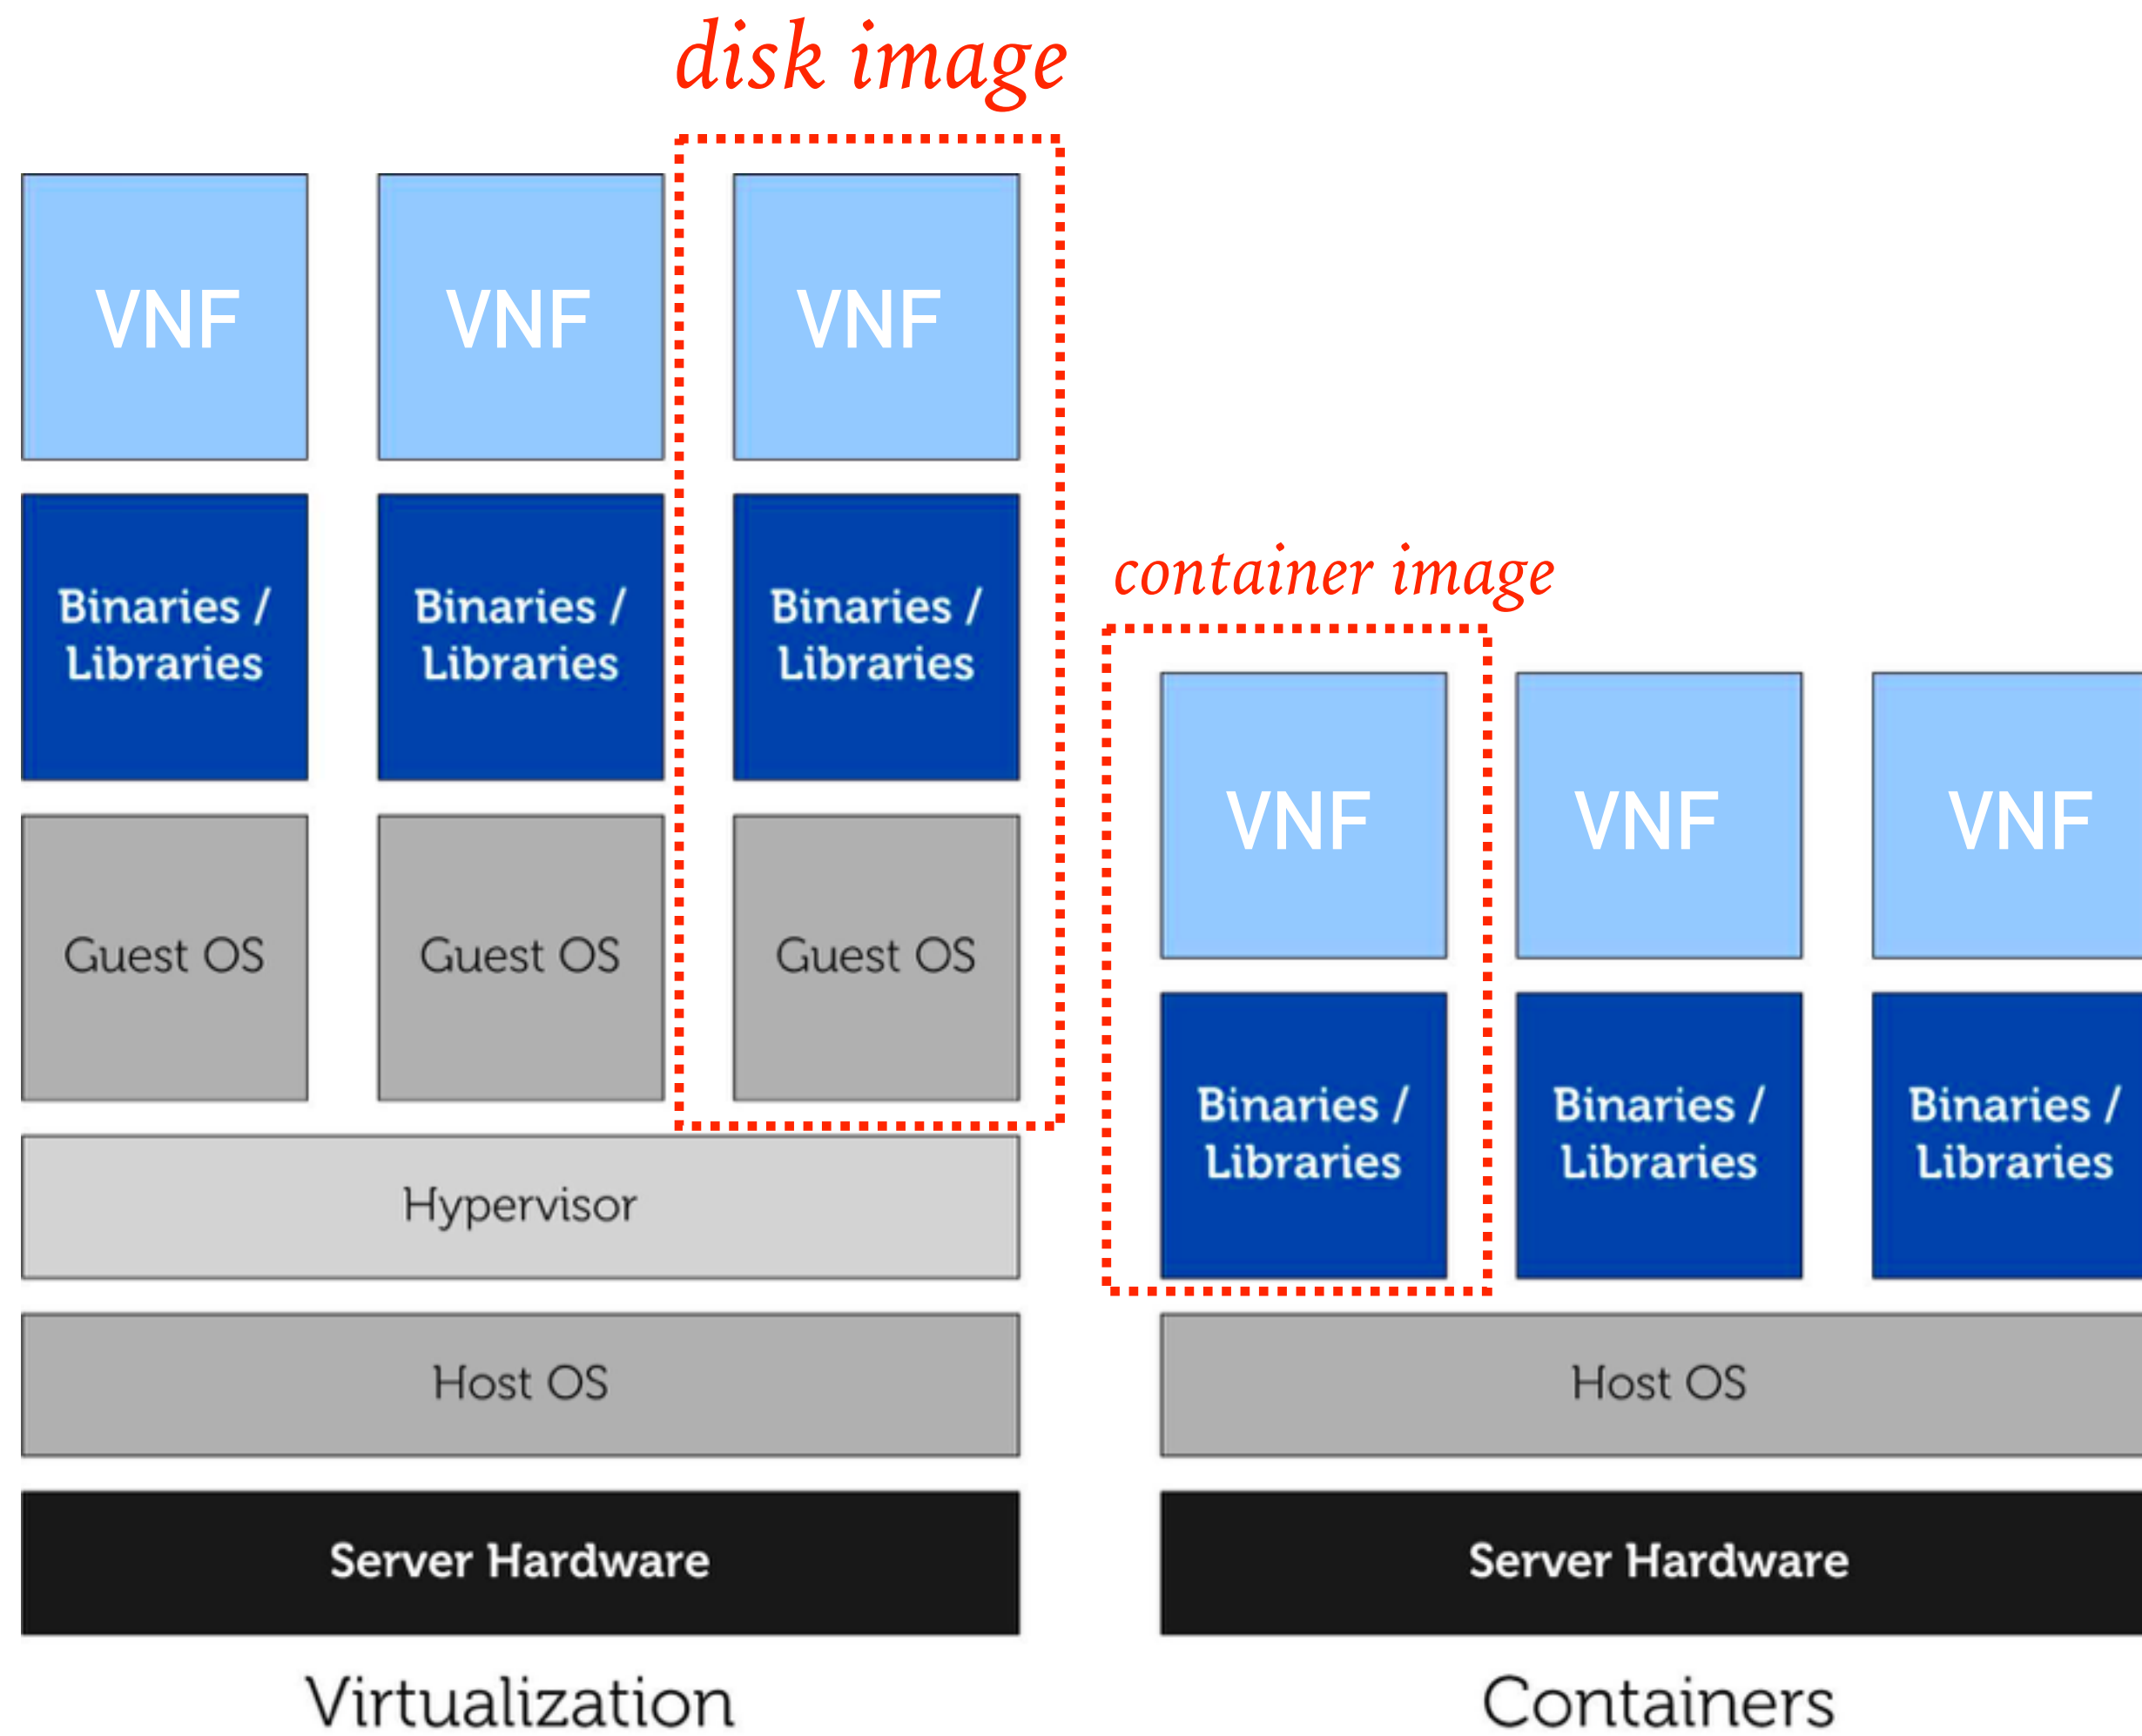 disk image
VNF
VNF
VNF
Binaries /
Libraries
Binaries /
Libraries
Binaries /
Libraries
Guest OS
Guest OS
Guest OS
Hypervisor
Host OS
Server Hardware
Virtualization
container image
VNF
VNF
VNF
Binaries /
Libraries
Binaries /
Libraries
Binaries /
Libraries
Host OS
Server Hardware
Containers